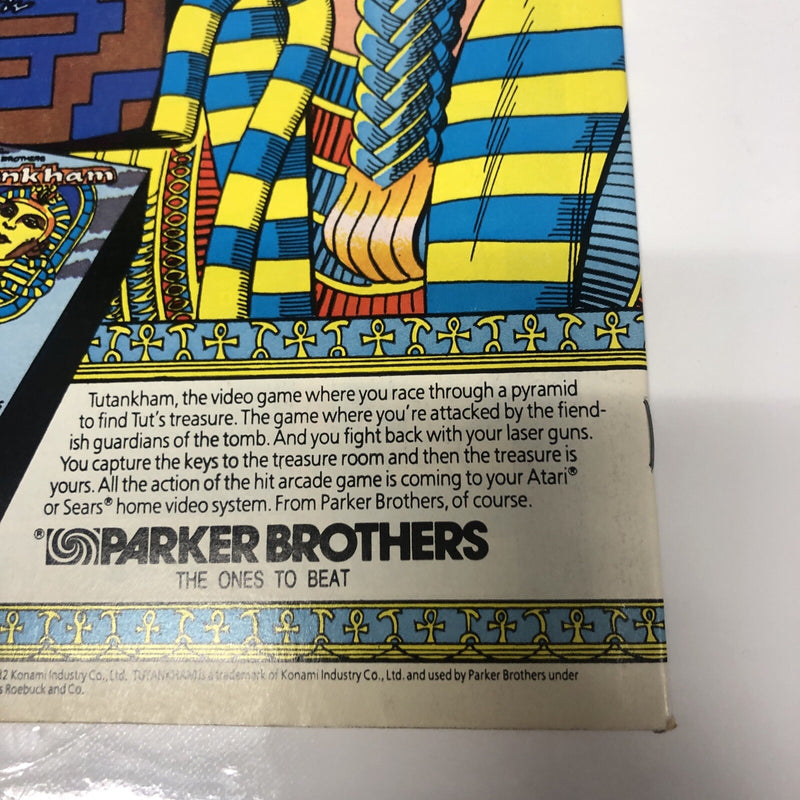 BROTHERS
nkham
Tutankham, the video game where you race through a pyramid
to find Tut's treasure. The game where you're attacked by the fiend-
ish guardians of the tomb. And you fight back with your laser guns.
You capture the keys to the treasure room and then the treasure is
yours. All the action of the hit arcade game is coming to your Atari®
or Sears® home video system. From Parker Brothers, of course.
® PARKER BROTHERS
THE ONES TO BEAT
2 Konami Industry Co., Ltd. TUTANKHAM is a trademark of Konami Industry Co., Ltd. and used by Parker Brothers under
s Roebuck and Co.